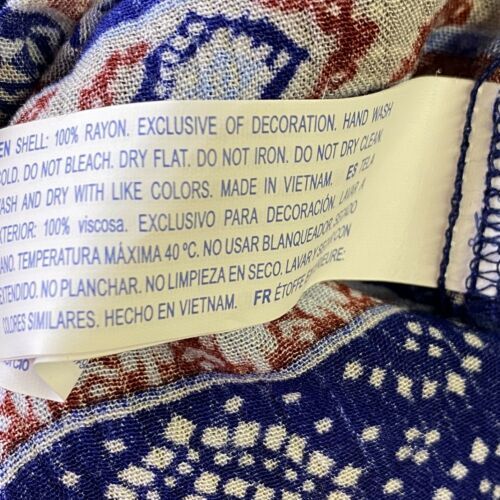 EN SHELL: 100% RAYON. EXCLUSIVE OF DECORATION. HAND WASH
COLD. DO NOT BLEACH. DRY FLAT. DO NOT IRON. DO NOT DRY CLEAN
WASH AND DRY WITH LIKE COLORS. MADE IN VIETNAM. ES TELA
EXTERIOR: 100% viscosa. EXCLUSIVO PARA DECORACIÓN. LAVAR A
MANO. TEMPERATURA MÁXIMA 40 ºC. NO USAR BLANQUEADOR. SECADO
EXTENDIDO. NO PLANCHAR. NO LIMPIEZA EN SECO. LAVAR Y SECAR CON
COLORES SIMILARES. HECHO EN VIETNAM. FR ÉTOFFE